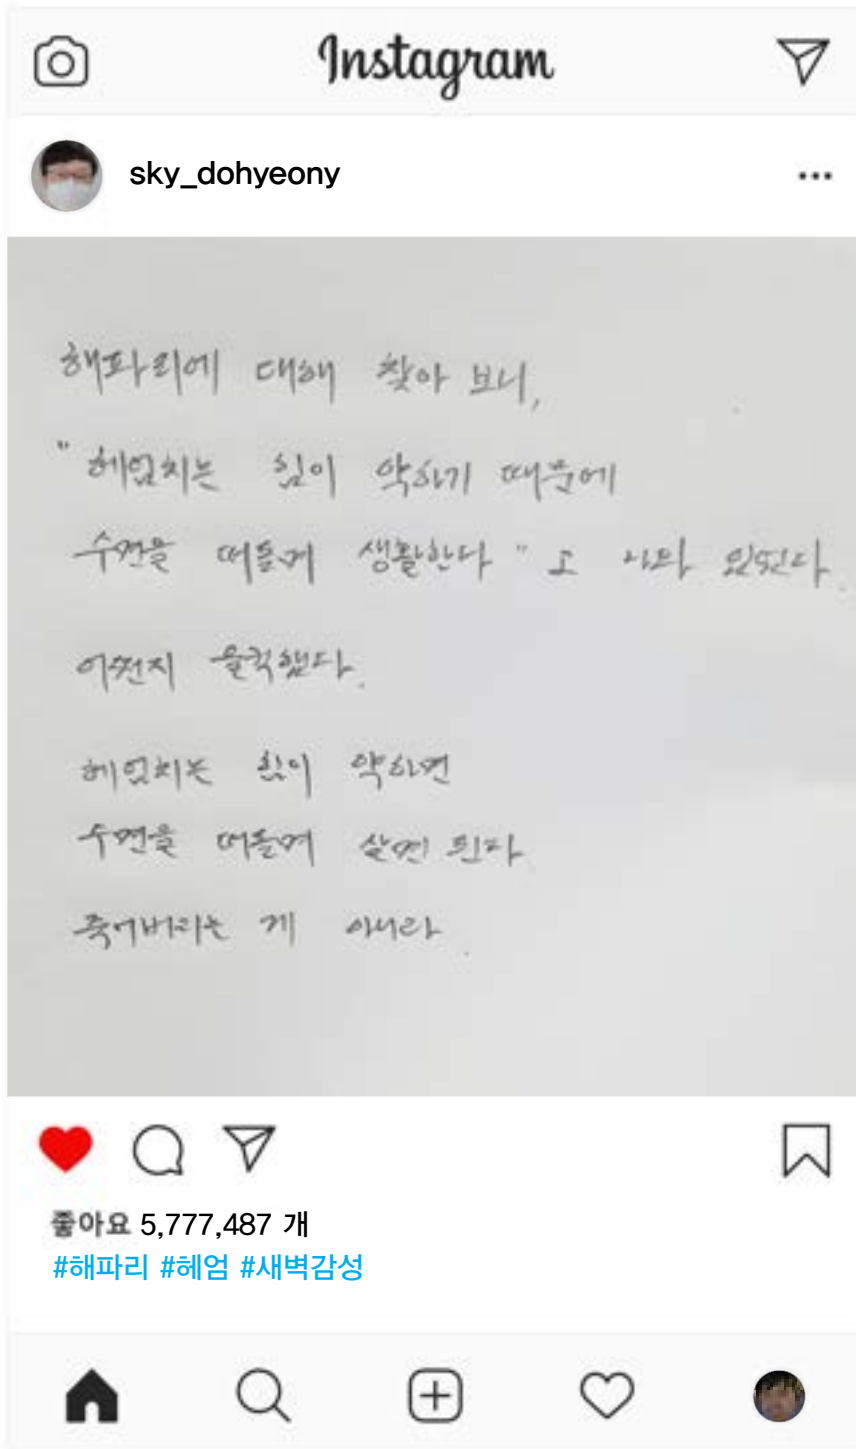 Instagram
sky_dohyeony
해파리에 대해 찾아 보니,
"헤엄치는 힘이 약하기 때문에
수면을 떠돌며 생활한다"고 나와 있었다.
어쩐지 울컥했다.
헤엄치는 힘이 약하면
수면을 떠돌며 살면 된다
죽어버리는 게 아니라.
좋아요 5,777,487 개
#해파리 #헤엄 #새벽감성